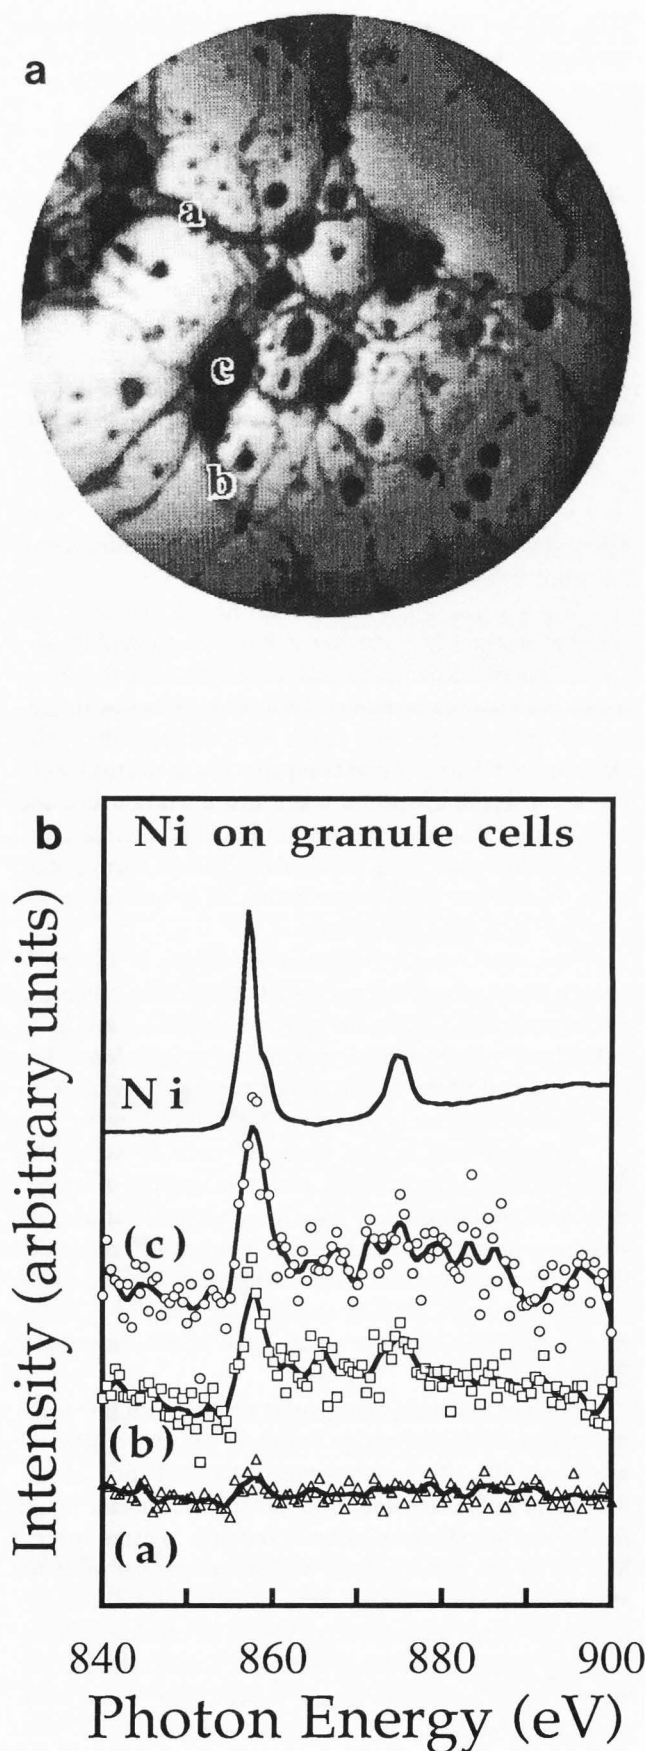 a
a
c
b
b
Ni on granule cells
Intensity (arbitrary units)
Ni
(c)
(b)
(a)
840 860 880 900
Photon Energy (eV)